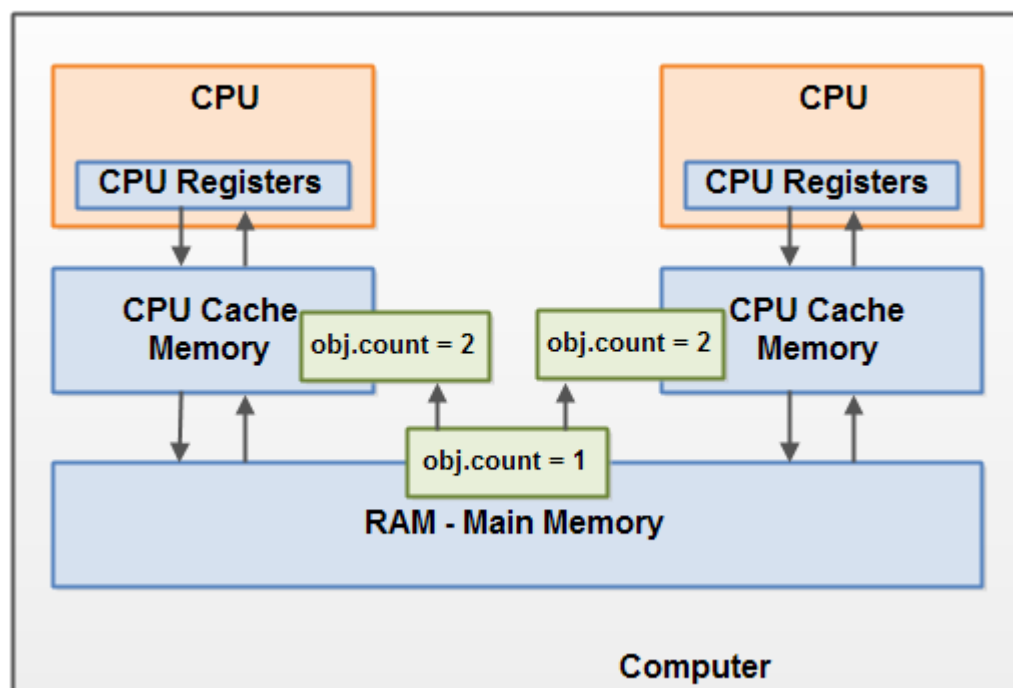 CPU
CPU
CPU Registers
CPU Registers
CPU Cache
Memory
obj.count = 2
obj.count = 2
CPU Cache
Memory
obj.count = 1
RAM - Main Memory
Computer